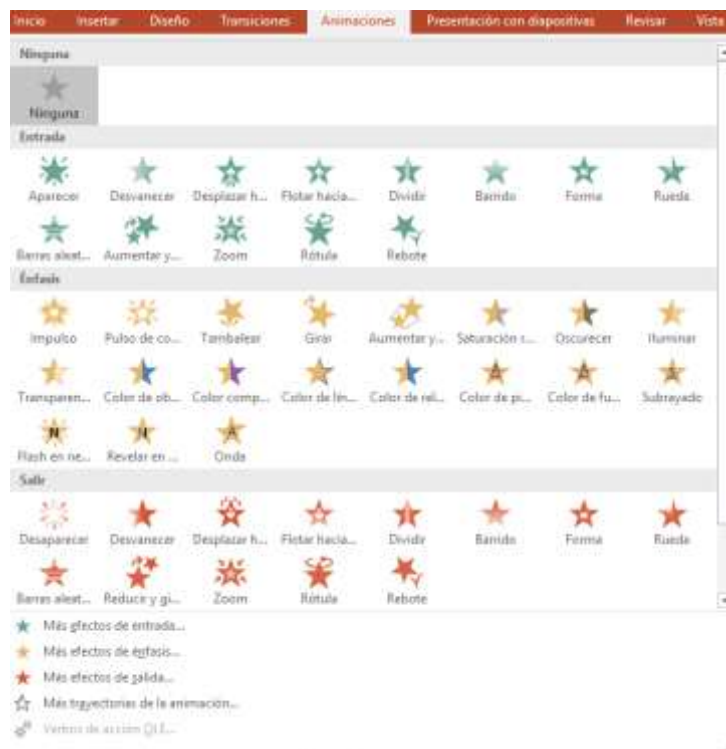 Inicio Insertar Diseño Transiciones Animaciones Presentación con diapositivas Revisar Vista
Ninguna
Ninguna
Entrada
Aparecer Desvanecer Desplazar h... Flotar hacia... Dividir Barrido Forma Rueda
Barras aleat... Aumentar y... Zoom Rótula Rebote
Énfasis
Impulso Pulso de co... Tambalear Girar Aumentar y... Saturación s... Oscurecer Iluminar
Transparen... Color de ob... Color comp... Color de lín... Color de rel... Color de pi... Color de fu... Subrayado
Flash en ne... Revelar en ... Onda
Salir
Desaparecer Desvanecer Desplazar h... Flotar hacia... Dividir Barrido Forma Rueda
Barras aleat... Reduce y gi... Zoom Rótula Rebote
Más efectos de entrada...
Más efectos de énfasis...
Más efectos de salida...
Más trayectorias de la animación...
Verbos de acción OLE...